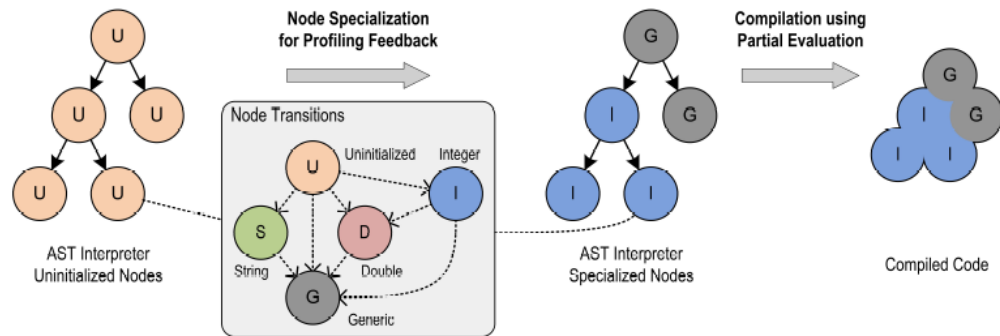 Node Specialization
for Profiling Feedback
Compilation using
Partial Evaluation
U
U
U
U
U
AST Interpreter
Uninitialized Nodes
Node Transitions
U
Uninitialized
Integer
I
S
D
String
Double
G
Generic
G
I
G
I
I
AST Interpreter
Specialized Nodes
G
I
G
I
I
Compiled Code